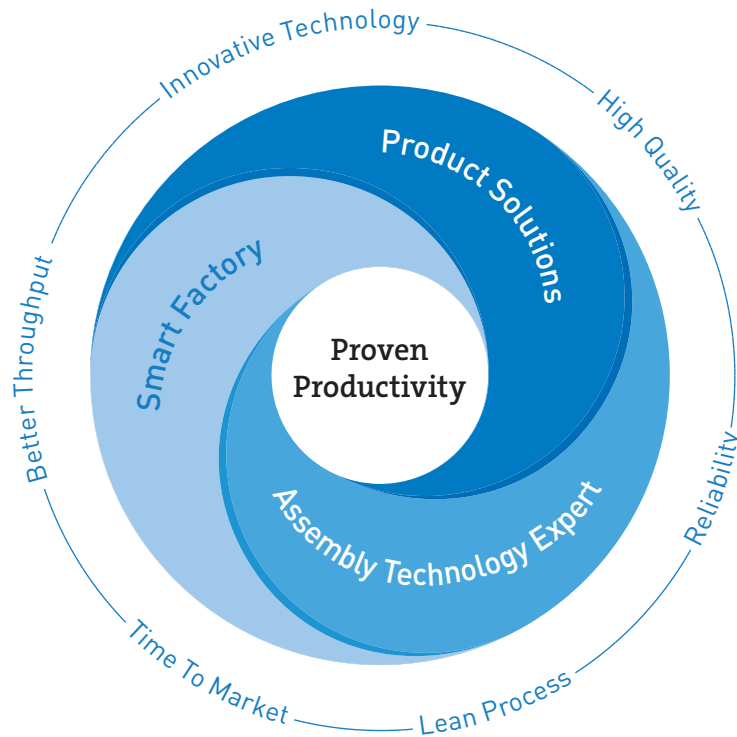 Innovative Technology
High Quality
Reliability
Lean Process
Time To Market
Better Throughput
Product Solutions
Assembly Technology Expert
Smart Factory
Proven
Productivity